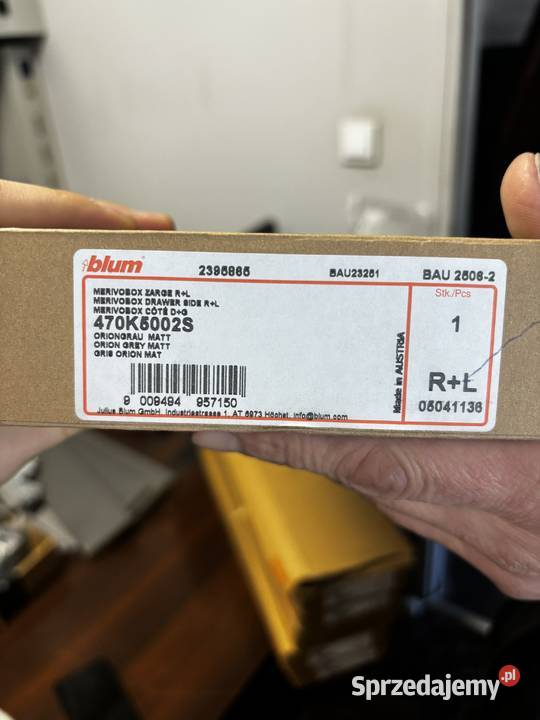 blum
2395865
BAU23251
BAU 2506-2
MERIVOBOX ZARGE R+L
MERIVOBOX DRAWER SIDE R+L
MERIVOBOX CÔTÉ D+G
470K5002S
ORIONGRAU MATT
ORION GREY MATT
GRIS ORION MAT
9 009494 957150
Julius Blum GmbH, Industriestrasse 1, AT 6973 Höchst, info@blum.com
Made in AUSTRIA
Stk./Pcs
1
R+L
05041136
Sprzedajemy.pl